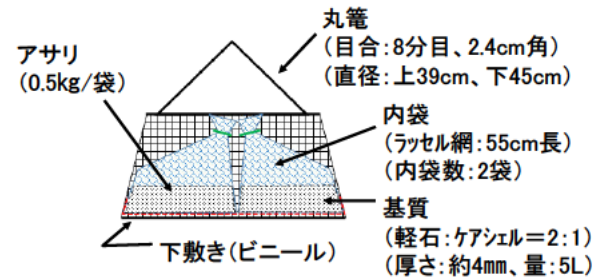 丸篭
(目合:8分目、2.4cm角)
(直径:上39cm、下45cm)
アサリ
(0.5kg/袋)
内袋
(ラッセル網:55cm長)
(内袋数:2袋)
基質
(軽石:ケアシェル=2:1)
(厚さ:約4mm、量:5L)
下敷き(ビニール)